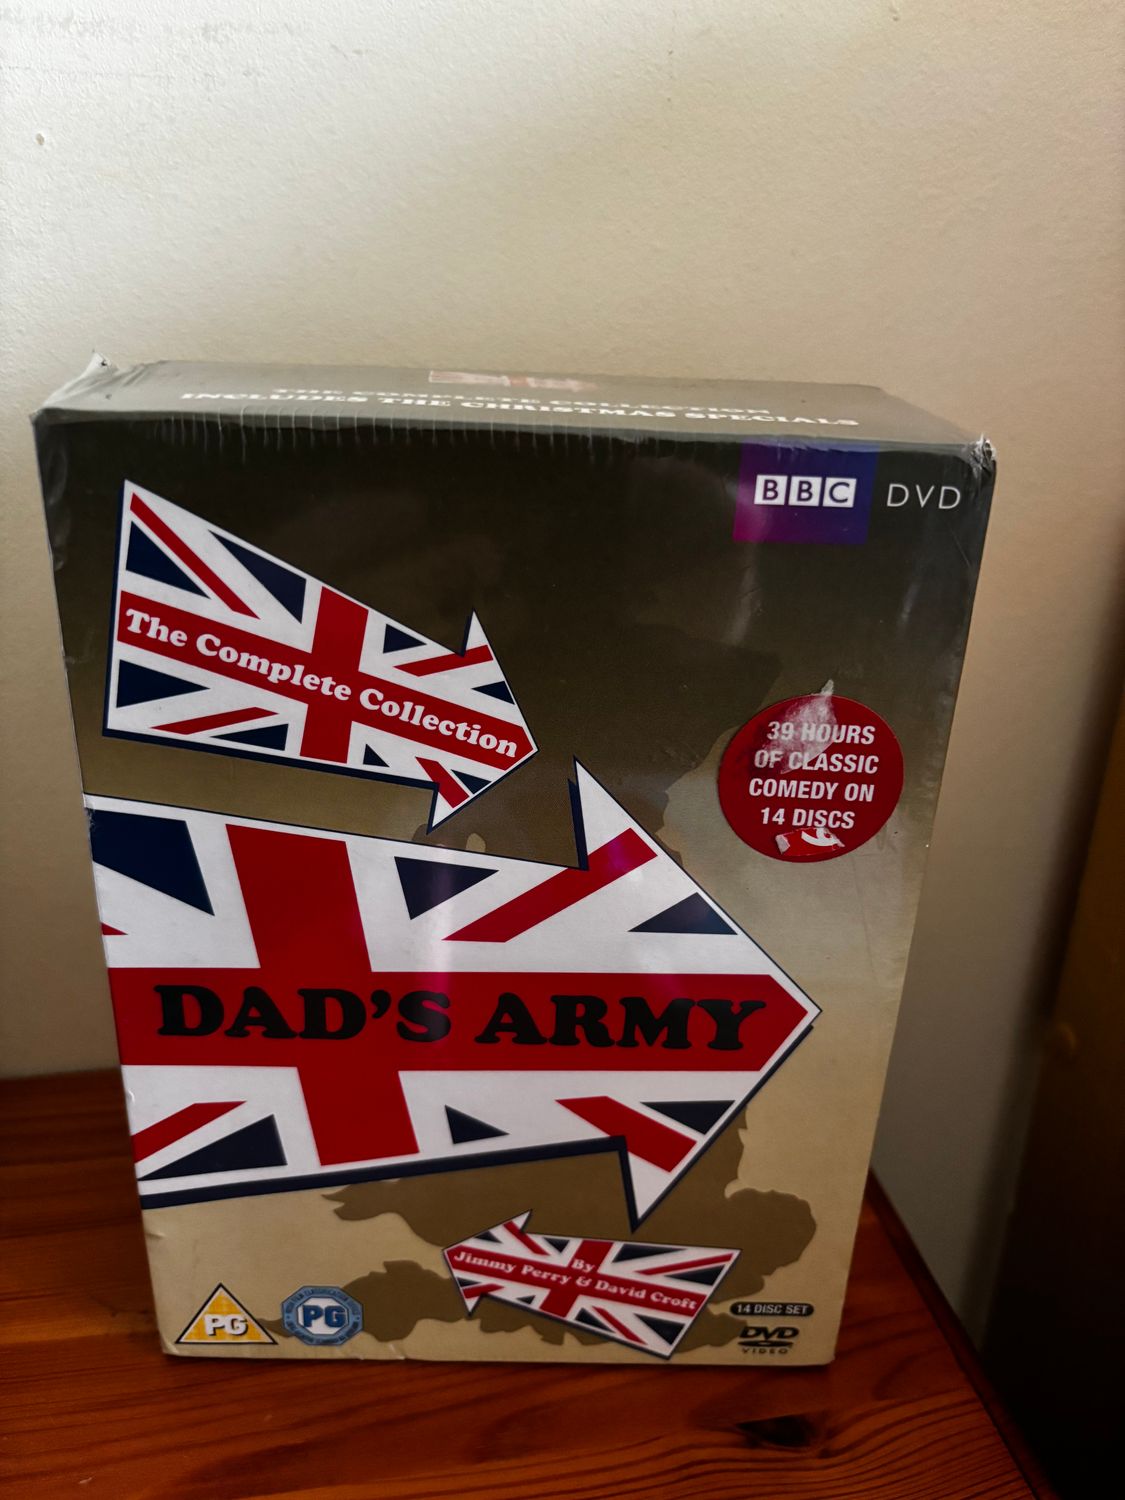 THE COMPLETE COLLECTION
INCLUDES THE CHRISTMAS SPECIALS
BBC DVD
The Complete Collection
39 HOURS
OF CLASSIC
COMEDY ON
14 DISCS
DAD'S ARMY
By
Jimmy Perry & David Croft
PG
PG
14 DISC SET
DVD
VIDEO